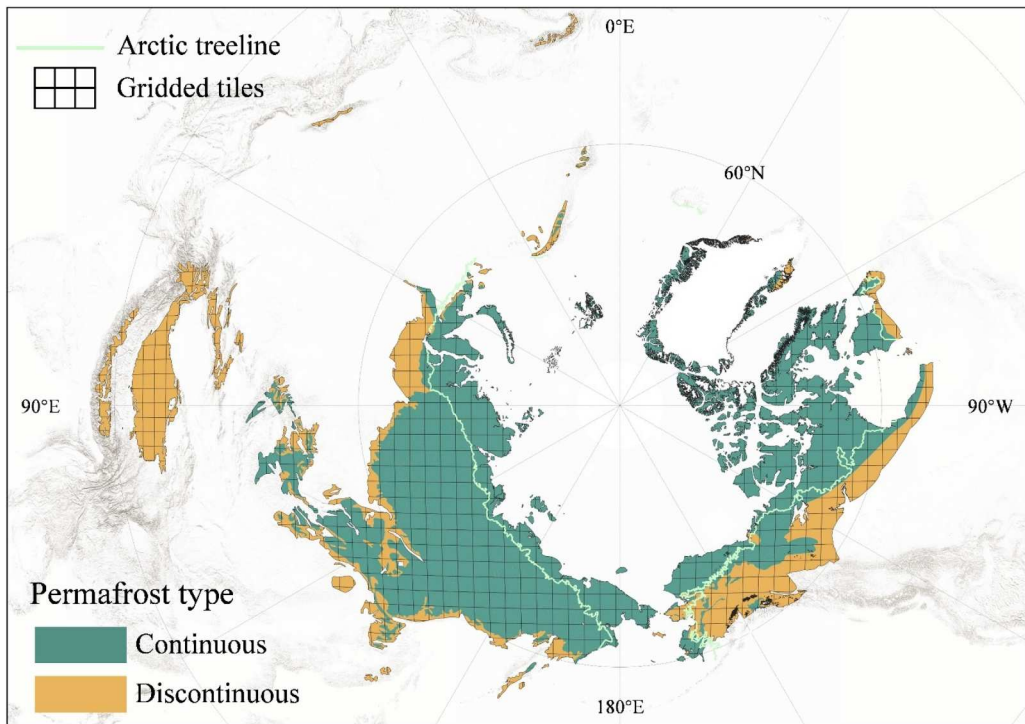 Arctic treeline
Gridded tiles
0°E
60°N
90°E
90°W
Permafrost type
Continuous
Discontinuous
180°E